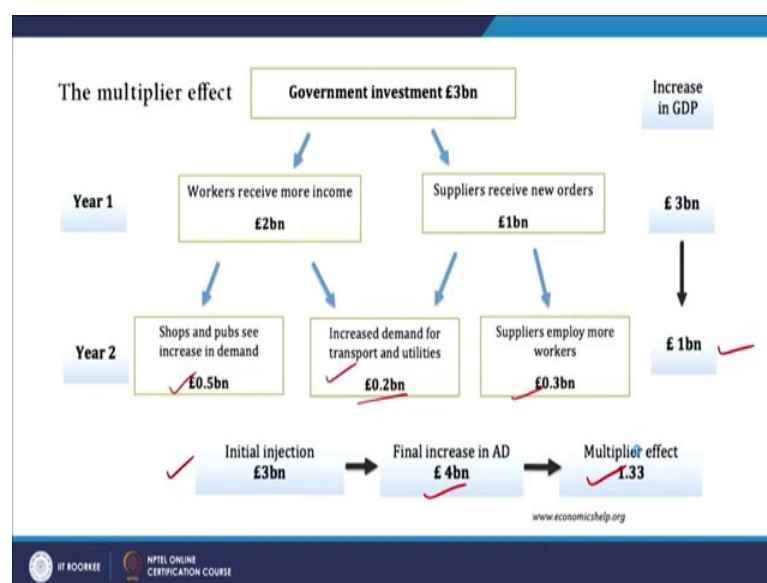 The multiplier effect
Government investment £3bn
Increase
in GDP
Year 1
Workers receive more income
£2bn
Suppliers receive new orders
£1bn
£ 3bn
Year 2
Shops and pubs see
increase in demand
£0.5bn
Increased demand for
transport and utilities
£0.2bn
Suppliers employ more
workers
£0.3bn
£ 1bn
Initial injection
£3bn
Final increase in AD
£ 4bn
Multiplier effect
1.33
www.economicshelp.org
IIT ROORKEE
NPTEL ONLINE
CERTIFICATION COURSE